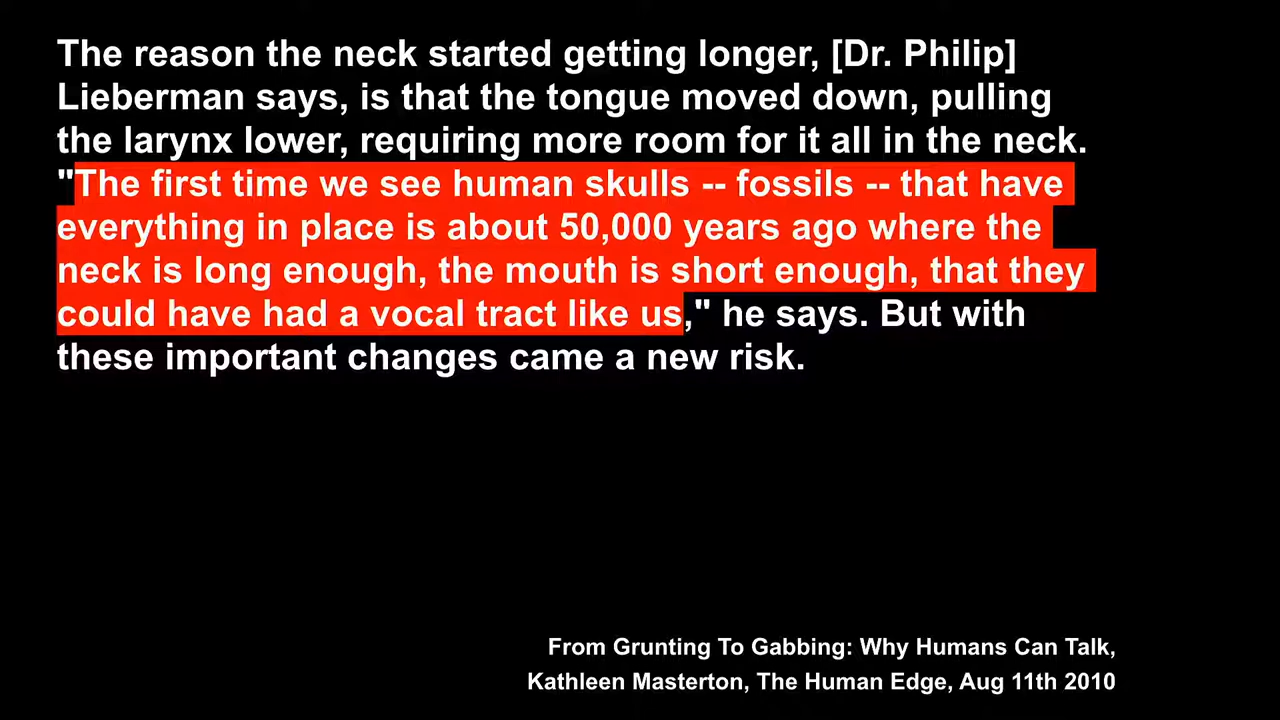 The reason the neck started getting longer, [Dr. Philip]
Lieberman says, is that the tongue moved down, pulling
the larynx lower, requiring more room for it all in the neck.
"The first time we see human skulls -- fossils -- that have
everything in place is about 50,000 years ago where the
neck is long enough, the mouth is short enough, that they
could have had a vocal tract like us," he says. But with
these important changes came a new risk.
From Grunting To Gabbing: Why Humans Can Talk,
Kathleen Masterton, The Human Edge, Aug 11th 2010